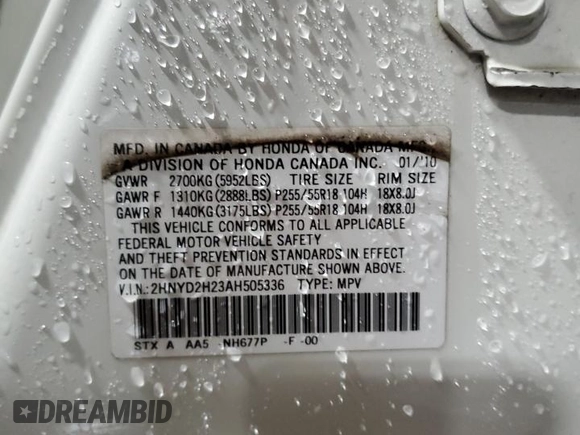 MFD. IN CANADA BY HONDA OF CANADA MFG.
A DIVISION OF HONDA CANADA INC. 01/'10
GVWR 2700KG(5952LBS) TIRE SIZE RIM SIZE
GAWR F 1310KG(2888LBS) P255/55R18 104H 18X8.0J
GAWR R 1440KG(3175LBS) P255/55R18 104H 18X8.0J
THIS VEHICLE CONFORMS TO ALL APPLICABLE
FEDERAL MOTOR VEHICLE SAFETY
AND THEFT PREVENTION STANDARDS IN EFFECT
ON THE DATE OF MANUFACTURE SHOWN ABOVE.
V.I.N.:2HNYD2H23AH505336 TYPE: MPV
STX A AA5 -NH677P -F -00
DREAMBID